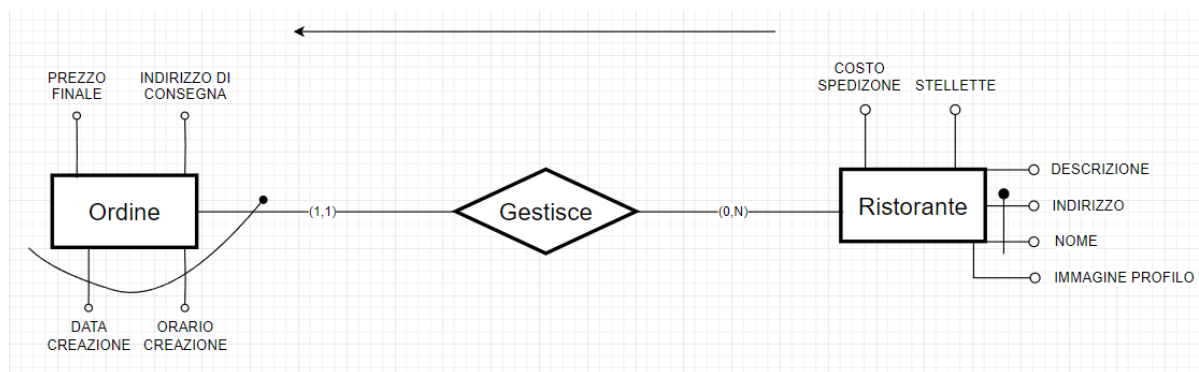 PREZZO
FINALE
INDIRIZZO DI
CONSEGNA
Ordine
DATA
CREAZIONE
ORARIO
CREAZIONE
(1,1)
Gestisce
(0,N)
COSTO
SPEDIZONE
STELLETTE
Ristorante
DESCRIZIONE
INDIRIZZO
NOME
IMMAGINE PROFILO